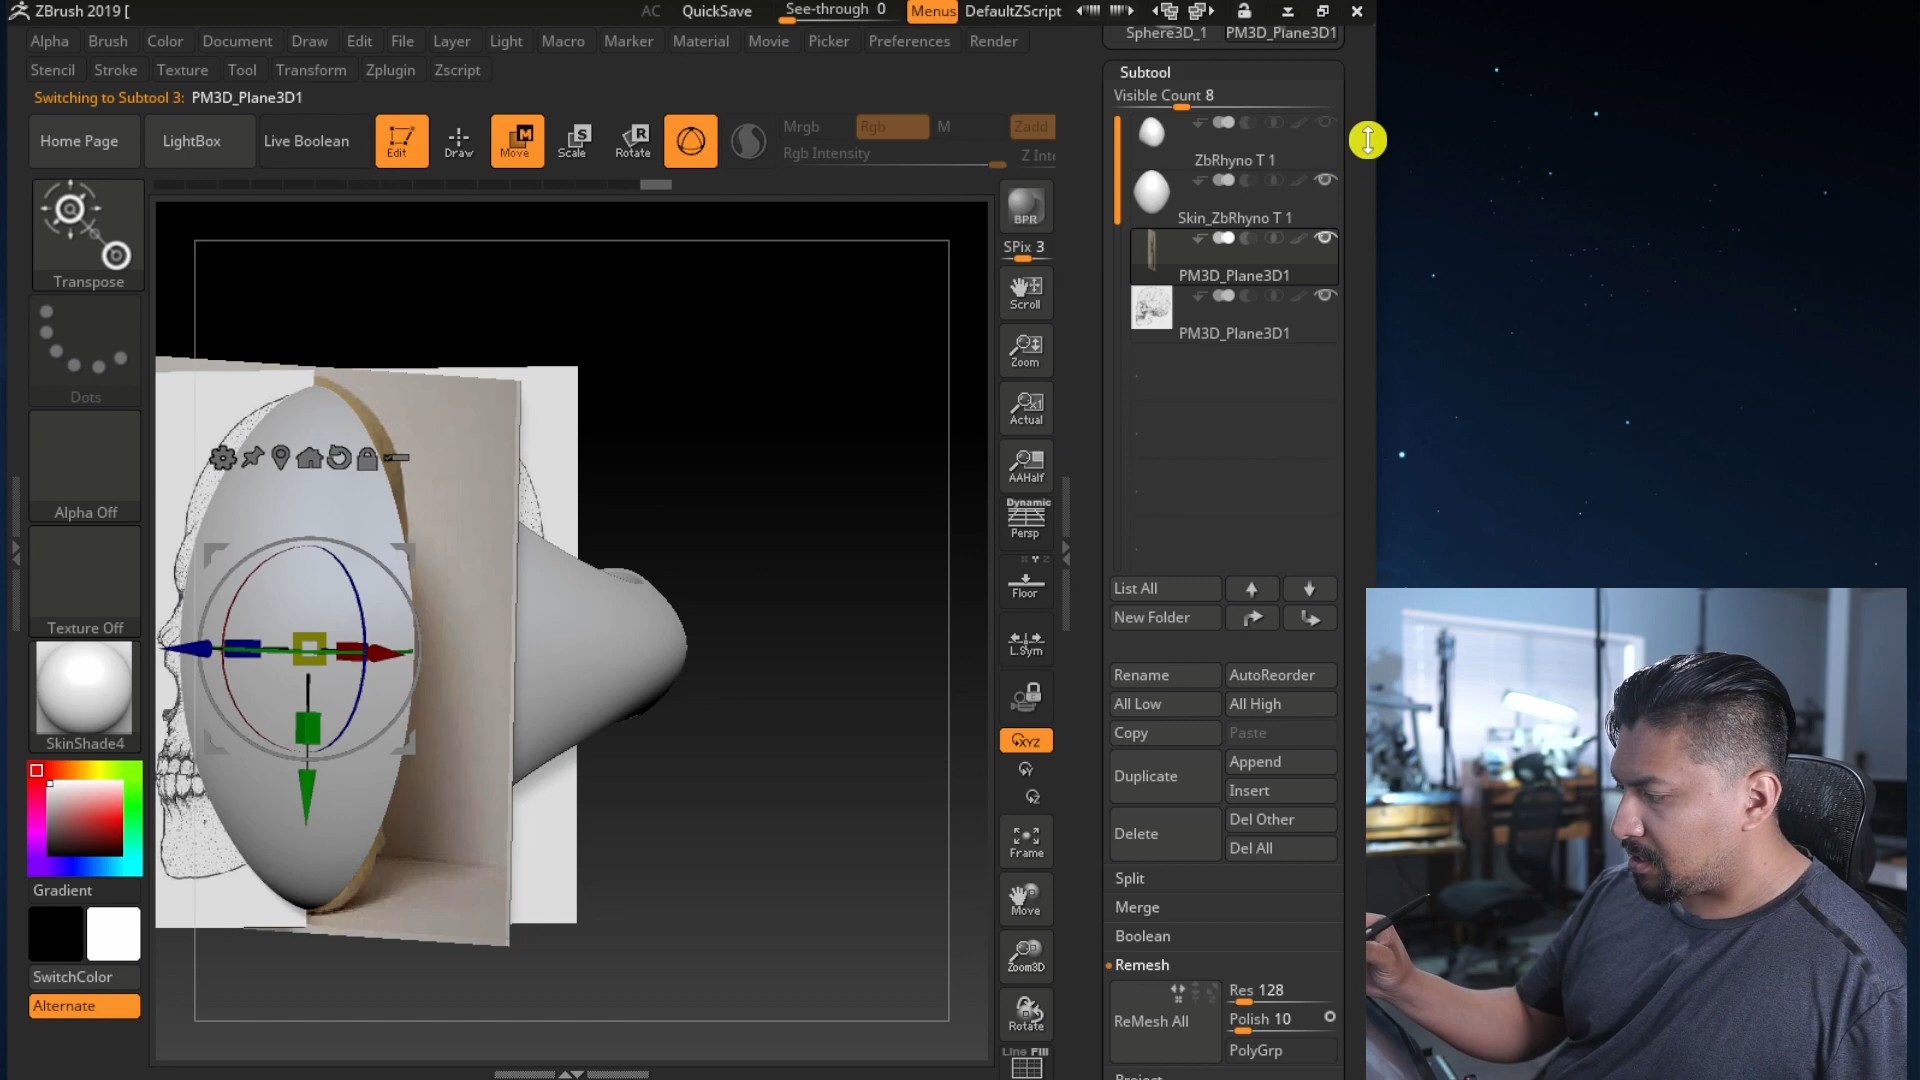 ZBrush 2019 [
AC
QuickSave
See-through 0
Menus
DefaultZScript
Alpha Brush Color Document Draw Edit File Layer Light Macro Marker Material Movie Picker Preferences Render
Stencil Stroke Texture Tool Transform Zplugin Zscript
Switching to Subtool 3: PM3D_Plane3D1
Home Page
LightBox
Live Boolean
Edit
Draw
Move
Scale
Rotate
Mrgb
Rgb
M
Zadd
Rgb Intensity
Z Inte
Transpose
Dots
Alpha Off
Texture Off
SkinShade4
Gradient
SwitchColor
Alternate
BPR
SPix 3
Scroll
Zoom
Actual
AAHalf
Dynamic
Persp
Floor
L.Sym
XYZ
Y
Z
Frame
Move
Zoom3D
Rotate
Line Fill
Sphere3D_1 PM3D_Plane3D1
Subtool
Visible Count 8
ZbRhyno T 1
Skin_ZbRhyno T 1
PM3D_Plane3D1
PM3D_Plane3D1
List All
New Folder
Rename AutoReorder
All Low All High
Copy Paste
Duplicate Append
Insert
Delete Del Other
Del All
Split
Merge
Boolean
Remesh
ReMesh All
Res 128
Polish 10
PolyGrp
Project